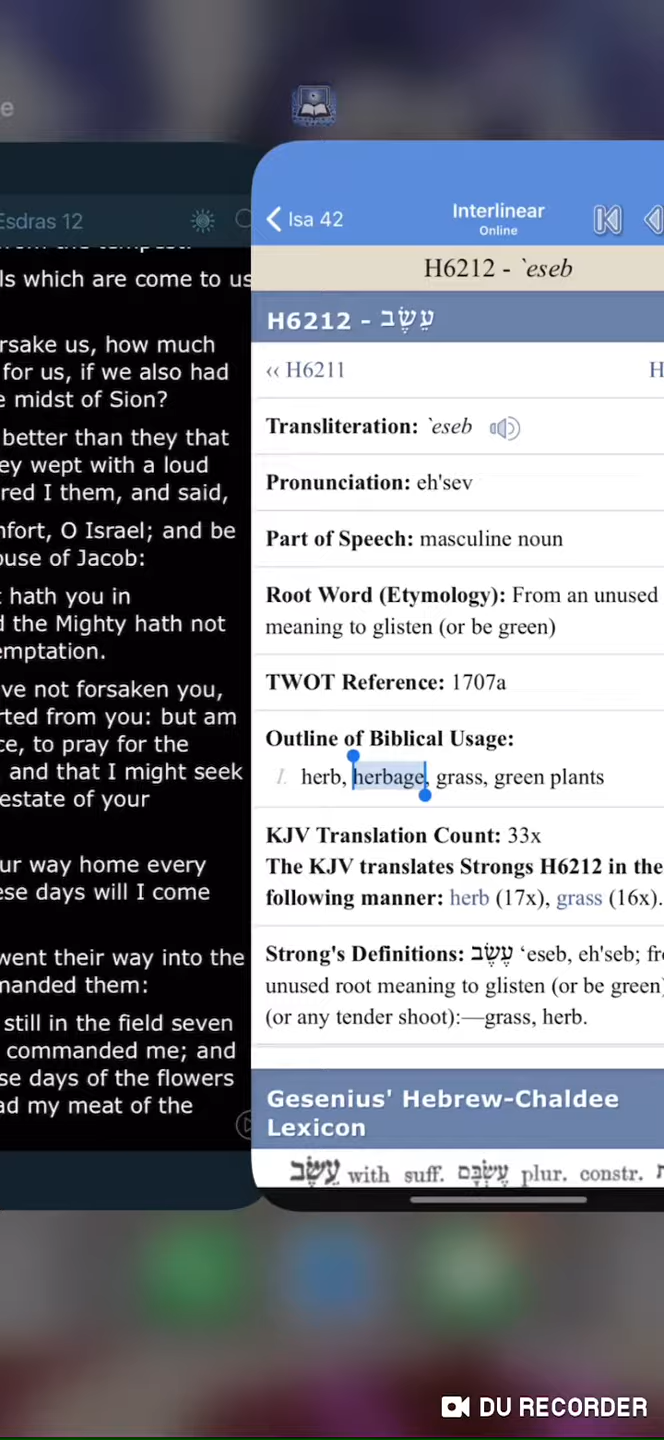 e
Esdras 12
ls which are come to us
rsake us, how much
for us, if we also had
e midst of Sion?
better than they that
ey wept with a loud
red I them, and said,
nfort, O Israel; and be
ouse of Jacob:
t hath you in
d the Mighty hath not
emptation.
ve not forsaken you,
rted from you: but am
ce, to pray for the
, and that I might seek
estate of your
ur way home every
ese days will I come
went their way into the
manded them:
still in the field seven
commanded me; and
se days of the flowers
ad my meat of the
Isa 42
Interlinear
Online
H6212 - `eseb
H6212 - עֵשֶׂב
‹‹ H6211
H
Transliteration: `eseb
Pronunciation: eh'sev
Part of Speech: masculine noun
Root Word (Etymology): From an unused
meaning to glisten (or be green)
TWOT Reference: 1707a
Outline of Biblical Usage:
I. herb, herbage, grass, green plants
KJV Translation Count: 33x
The KJV translates Strongs H6212 in the
following manner: herb (17x), grass (16x).
Strong's Definitions: עֶשֶׂב ʻeseb, eh'seb; fro
unused root meaning to glisten (or be green)
(or any tender shoot):—grass, herb.
Gesenius' Hebrew-Chaldee
Lexicon
עֵשֶׂב with suff. עֶשְׂבָּם plur. constr.
DU RECORDER